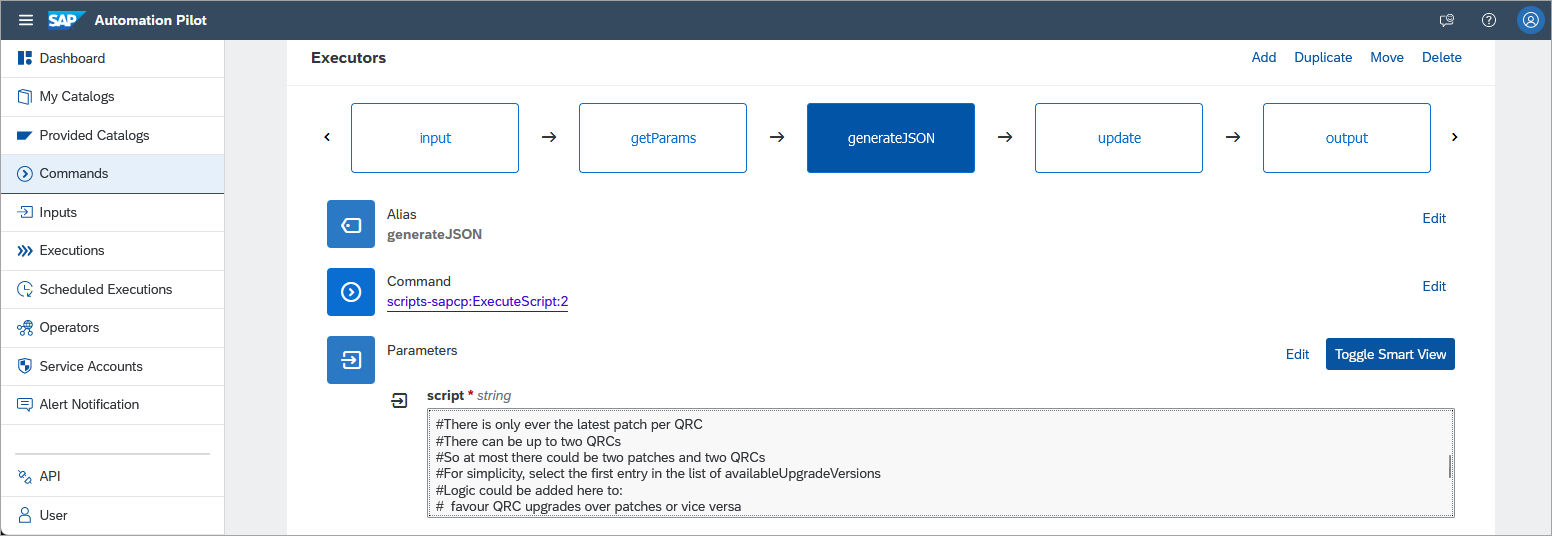 SAP Automation Pilot
Dashboard
My Catalogs
Provided Catalogs
Commands
Inputs
Executions
Scheduled Executions
Operators
Service Accounts
Alert Notification
API
User
Executors
Add Duplicate Move Delete
input getParams generateJSON update output
Alias
generateJSON
Edit
Command
scripts-sapcp:ExecuteScript:2
Edit
Parameters
Edit Toggle Smart View
script * string
#There is only ever the latest patch per QRC
#There can be up to two QRCs
#So at most there could be two patches and two QRCs
#For simplicity, select the first entry in the list of availableUpgradeVersions
#Logic could be added here to:
#  favour QRC upgrades over patches or vice versa